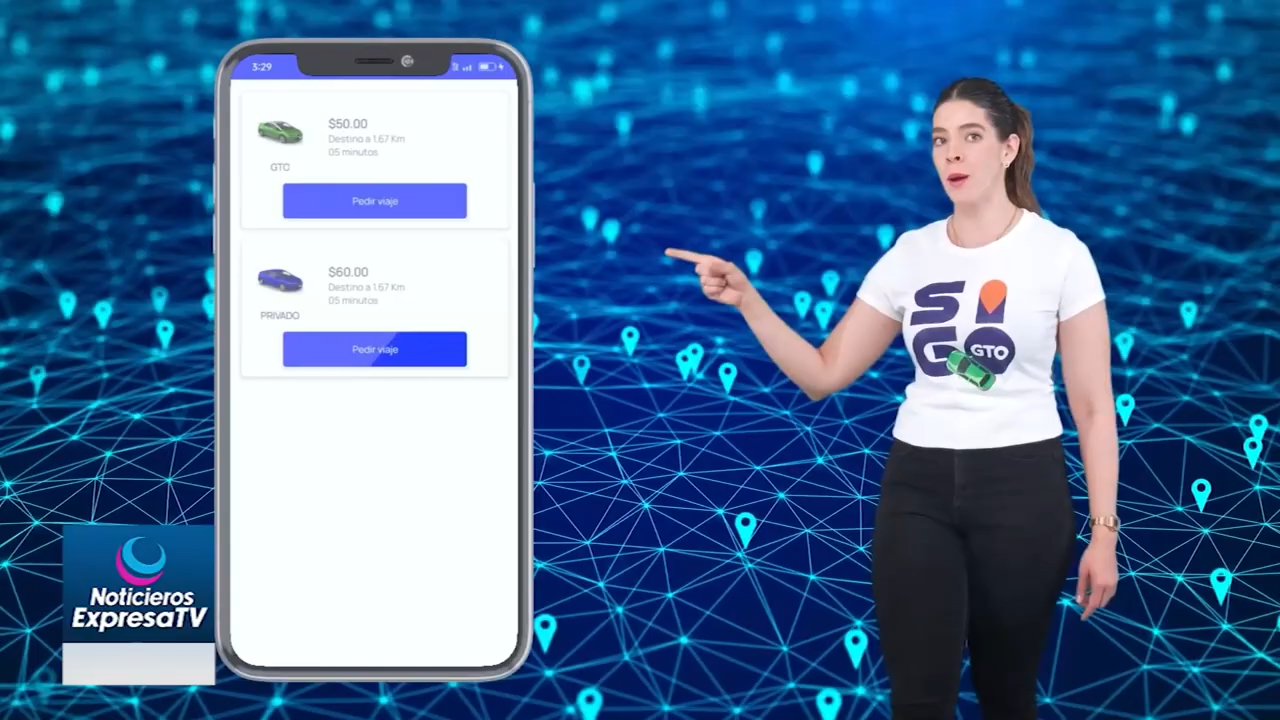 3:29
$50.00
Destino a 1.67 Km
05 minutos
GTO
Pedir viaje
$60.00
Destino a 1.67 Km
05 minutos
PRIVADO
Pedir viaje
SI
GO
GTO
Noticieros
ExpresaTV